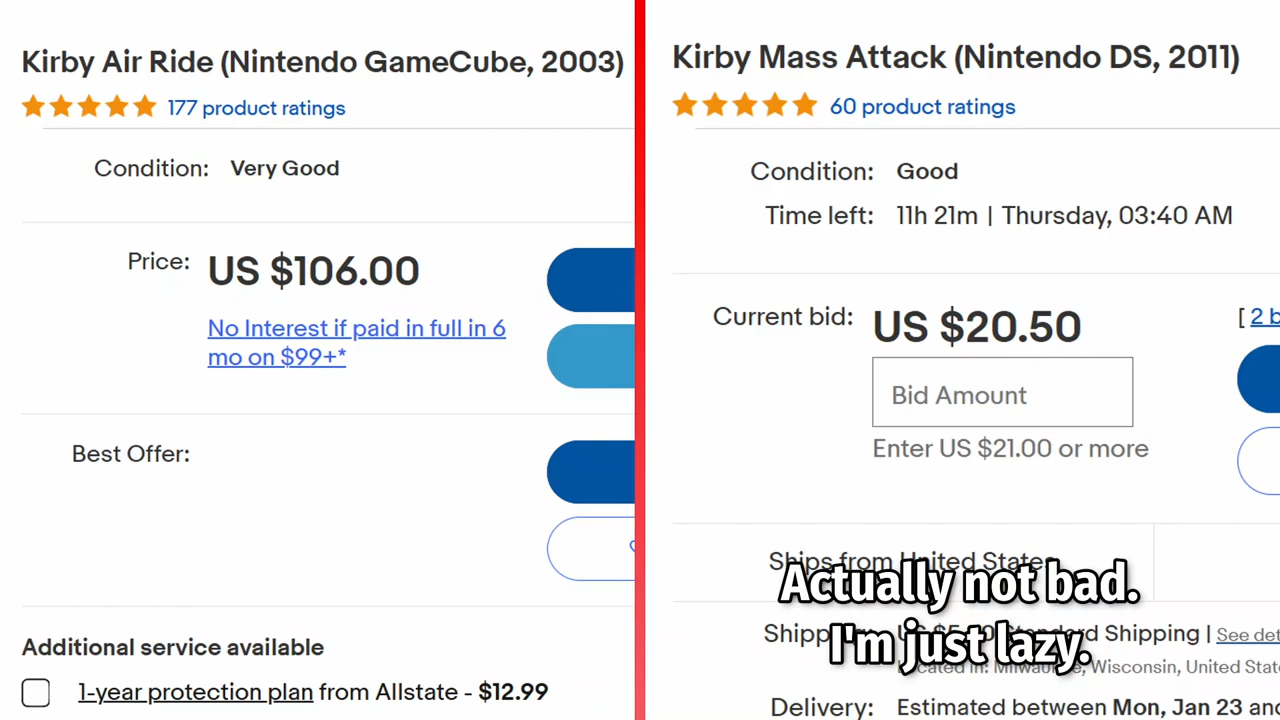 Kirby Air Ride (Nintendo GameCube, 2003)
177 product ratings
Condition: Very Good
Price: US $106.00
No Interest if paid in full in 6
mo on $99+*
Best Offer:
Additional service available
1-year protection plan from Allstate - $12.99
Kirby Mass Attack (Nintendo DS, 2011)
60 product ratings
Condition: Good
Time left: 11h 21m | Thursday, 03:40 AM
Current bid: US $20.50
[ 2 b
Bid Amount
Enter US $21.00 or more
Ships from United States
Actually not bad.
I'm just lazy.
Standard Shipping | See det
Located in: Milwaukee, Wisconsin, United Stat
Delivery: Estimated between Mon, Jan 23 and